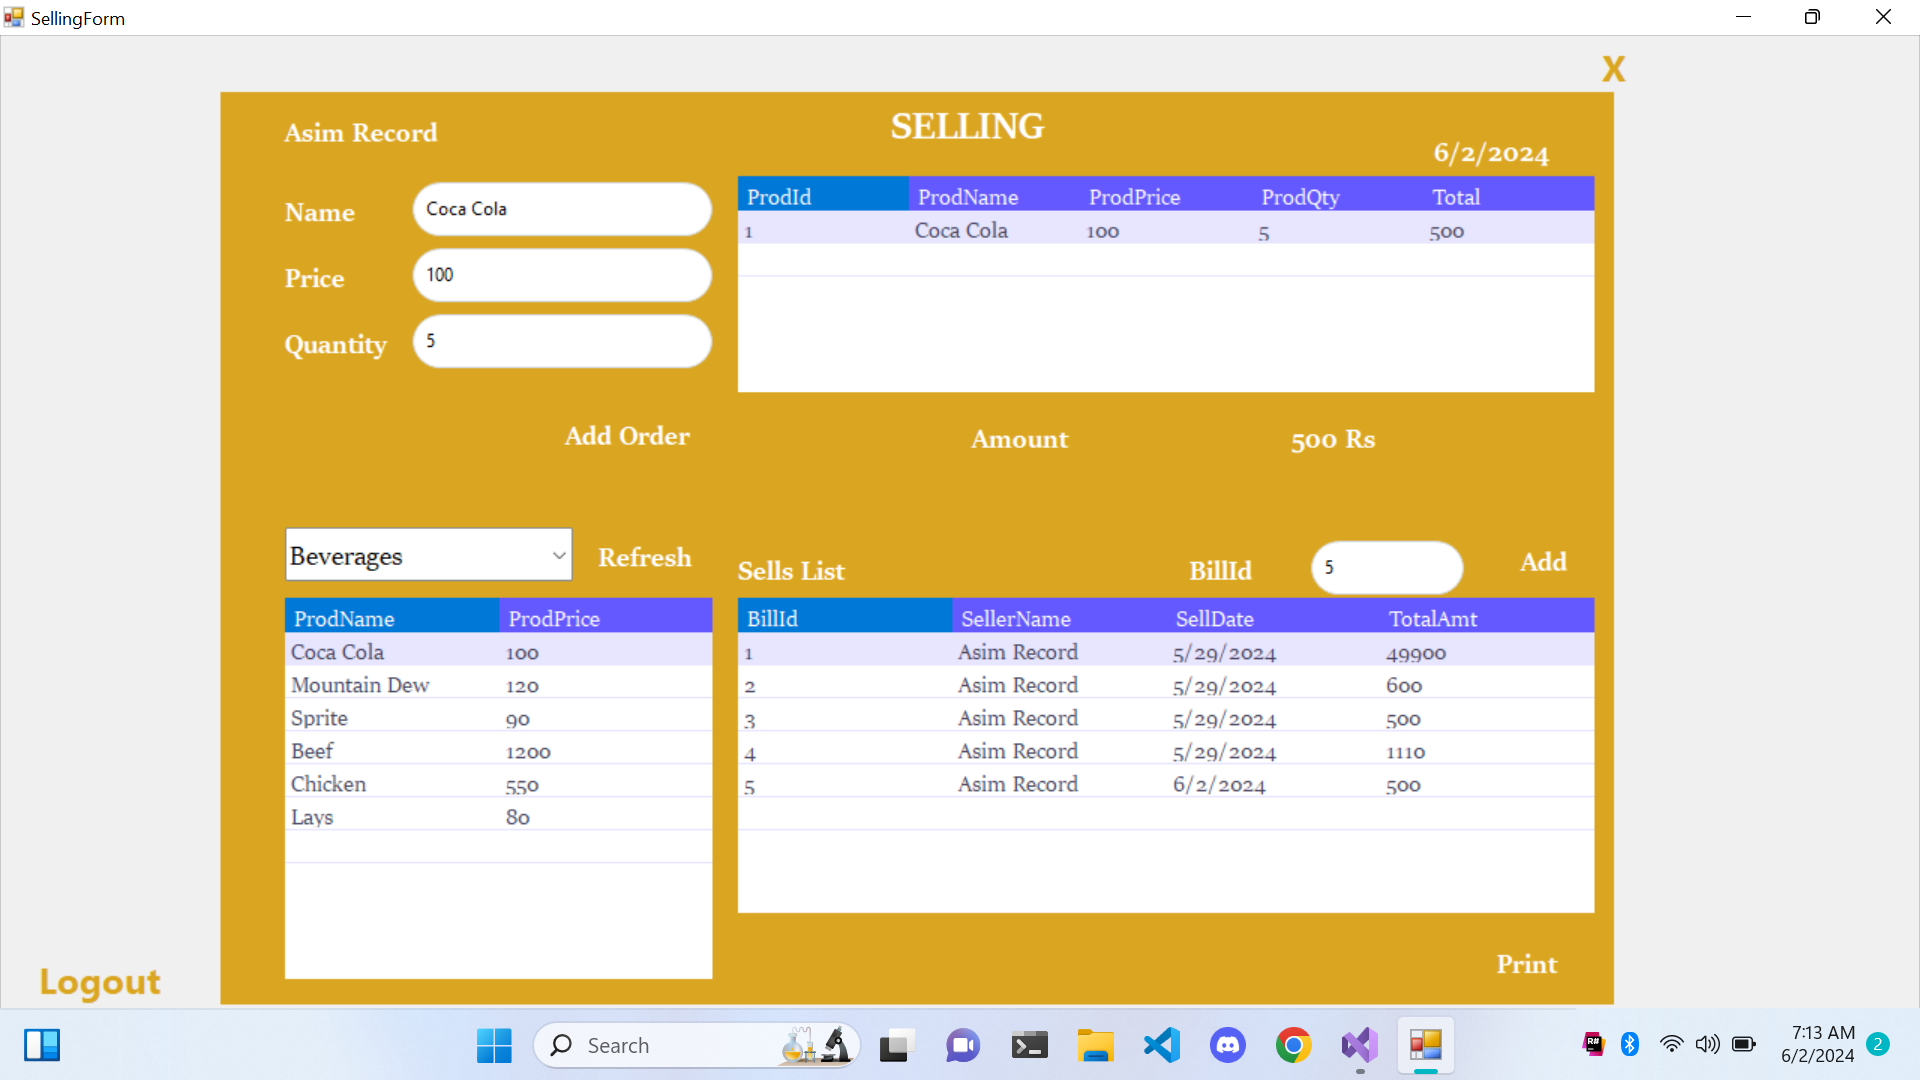 SellingForm
X
Asim Record
SELLING
6/2/2024
Name
Coca Cola
Price
100
Quantity
5
ProdId ProdName ProdPrice ProdQty Total
1 Coca Cola 100 5 500
Add Order
Amount
500 Rs
Beverages
Refresh
Sells List
BillId
5
Add
ProdName ProdPrice
Coca Cola 100
Mountain Dew 120
Sprite 90
Beef 1200
Chicken 550
Lays 80
BillId SellerName SellDate TotalAmt
1 Asim Record 5/29/2024 49900
2 Asim Record 5/29/2024 600
3 Asim Record 5/29/2024 500
4 Asim Record 5/29/2024 1110
5 Asim Record 6/2/2024 500
Print
Logout
Search
R#
7:13 AM
6/2/2024
2